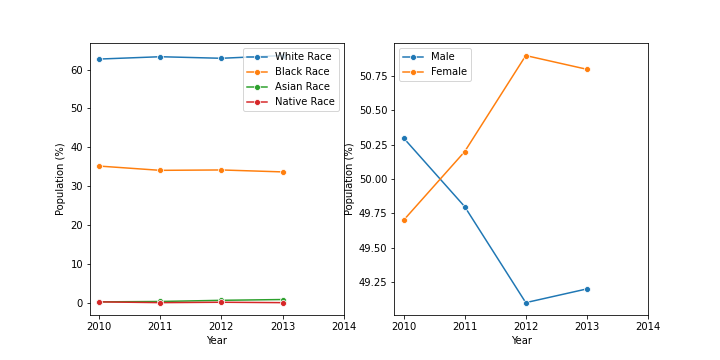 White Race
Black Race
Asian Race
Native Race
Population (%)
60
50
40
30
20
10
0
2010 2011 2012 2013 2014
Year
Male
Female
Population (%)
50.75
50.50
50.25
50.00
49.75
49.50
49.25
2010 2011 2012 2013 2014
Year